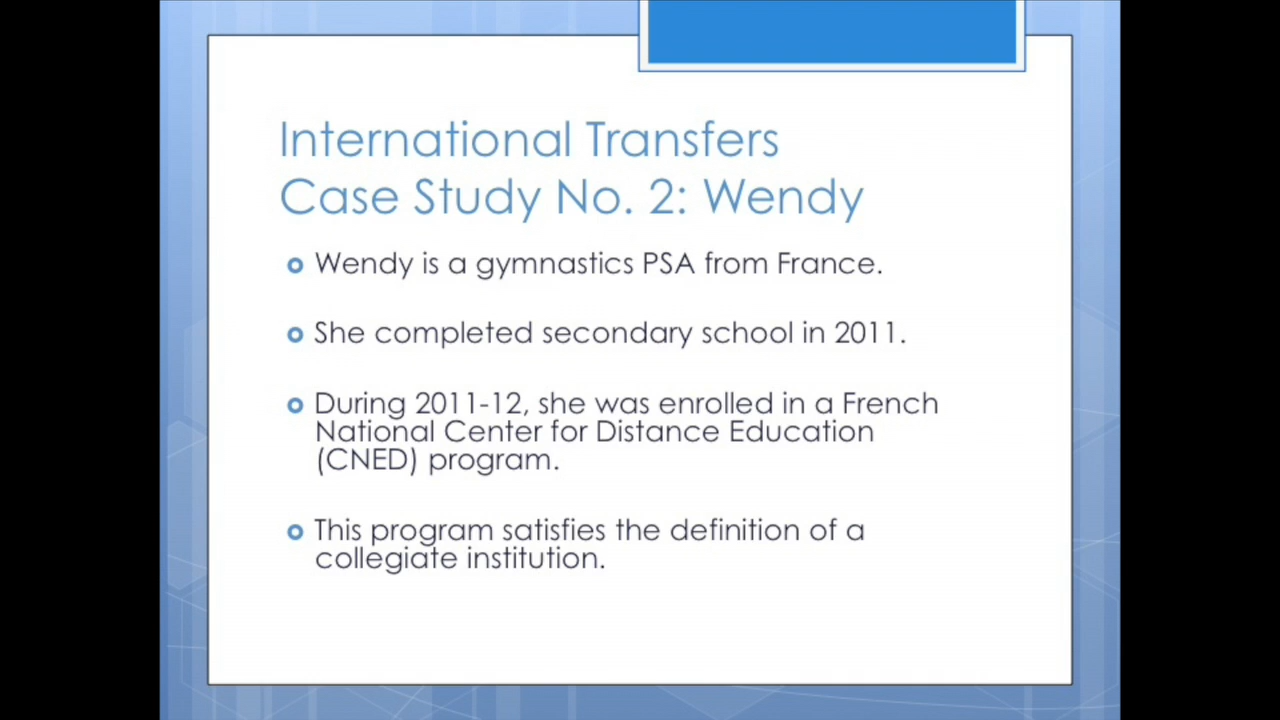 International Transfers
Case Study No. 2: Wendy
Wendy is a gymnastics PSA from France.
She completed secondary school in 2011.
During 2011-12, she was enrolled in a French
National Center for Distance Education
(CNED) program.
This program satisfies the definition of a
collegiate institution.